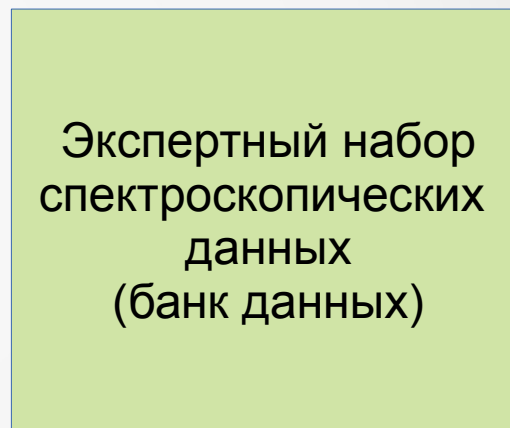 Экспертный набор
спектроскопических
данных
(банк данных)